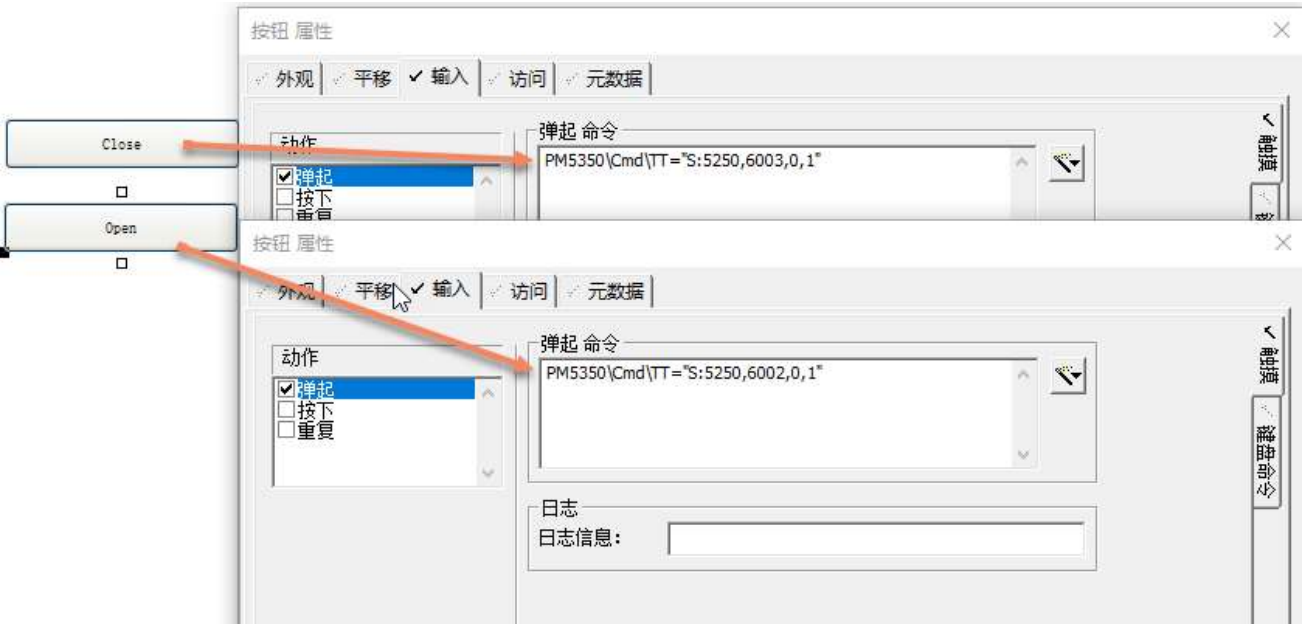 按钮 属性
外观
平移
输入
访问
元数据
Close
Open
动作
弹起
按下
重复
弹起 命令
PM5350\Cmd\TT="S:5250,6003,0,1"
触摸
按钮 属性
外观
平移
输入
访问
元数据
动作
弹起
按下
重复
弹起 命令
PM5350\Cmd\TT="S:5250,6002,0,1"
日志
日志信息：
触摸
键盘命令